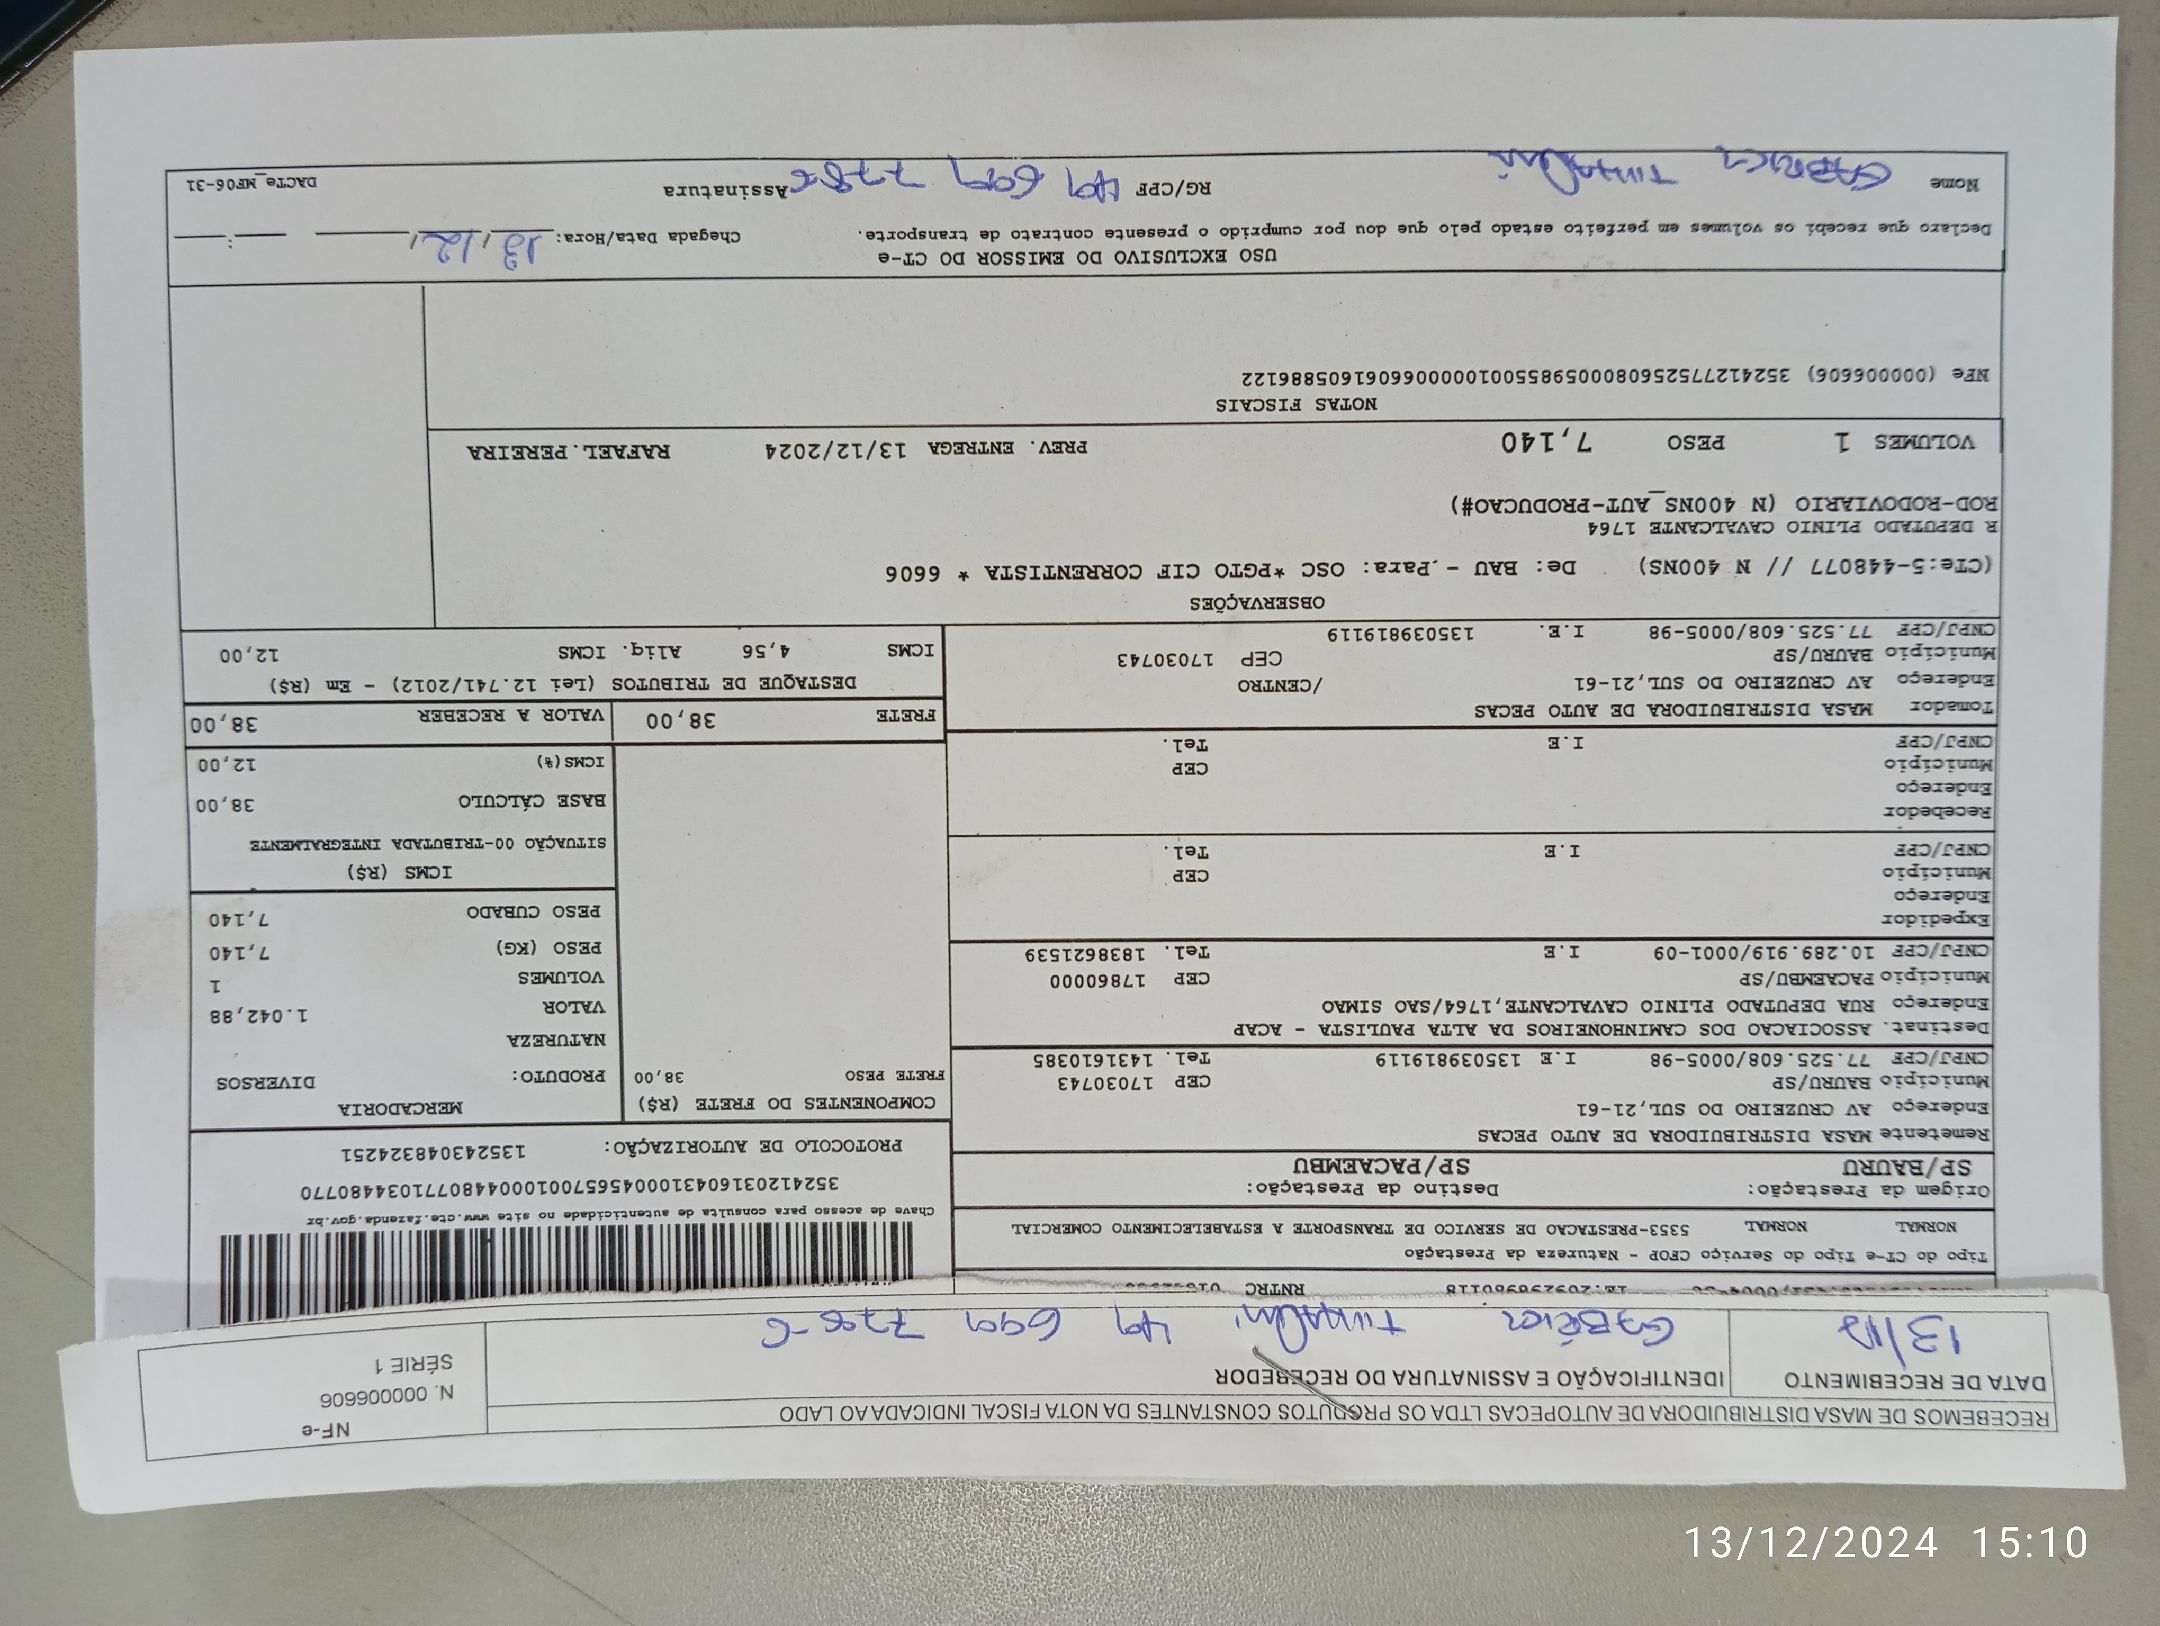 RECEBEMOS DE MASA DISTRIBUIDORA DE AUTOPECAS LTDA OS PRODUTOS CONSTANTES DA NOTA FISCAL INDICADA AO LADO
NF-e
N. 000006606
SÉRIE 1
DATA DE RECEBIMENTO
IDENTIFICAÇÃO E ASSINATURA DO RECEBEDOR
13/12
RNTRC
Tipo do CT-e Tipo do Serviço CFOP - Natureza da Prestação
NORMAL NORMAL 5353-PRESTACAO DE SERVICO DE TRANSPORTE A ESTABELECIMENTO COMERCIAL
Origem da Prestação: Destino da Prestação:
SP/BAURU SP/PACAEMBU
Chave de acesso para consulta de autenticidade no site www.cte.fazenda.gov.br
35241203160431000456570010004480771034480770
PROTOCOLO DE AUTORIZAÇÃO: 135243048324251
Remetente MASA DISTRIBUIDORA DE AUTO PECAS
Endereço AV CRUZEIRO DO SUL,21-61
Município BAURU/SP CEP 17030743
CNPJ/CPF 77.525.608/0005-98 I.E 135039819119 Tel. 1431610385
Destinat. ASSOCIACAO DOS CAMINHONEIROS DA ALTA PAULISTA - ACAP
Endereço RUA DEPUTADO PLINIO CAVALCANTE,1764/SAO SIMAO
Município PACAEMBU/SP CEP 17860000
CNPJ/CPF 10.289.919/0001-09 I.E Tel. 1838621539
Expedidor
Endereço
Município CEP
CNPJ/CPF I.E Tel.
Recebedor
Endereço
Município CEP
CNPJ/CPF I.E Tel.
Tomador MASA DISTRIBUIDORA DE AUTO PECAS
Endereço AV CRUZEIRO DO SUL,21-61 /CENTRO
Município BAURU/SP CEP 17030743
CNPJ/CPF 77.525.608/0005-98 I.E. 135039819119
COMPONENTES DO FRETE (R$)
FRETE PESO 38,00
MERCADORIA
PRODUTO: DIVERSOS
NATUREZA
VALOR 1.042,88
VOLUMES 1
PESO (KG) 7,140
PESO CUBADO 7,140
ICMS (R$)
SITUAÇÃO 00-TRIBUTADA INTEGRALMENTE
BASE CÁLCULO 38,00
ICMS(%) 12,00
FRETE 38,00 VALOR A RECEBER 38,00
DESTAQUE DE TRIBUTOS (Lei 12.741/2012) - Em (R$)
ICMS 4,56 Aliq. ICMS 12,00
OBSERVAÇÕES
(CTe:5-448077 // N 400NS) De: BAU -.Para: OSC *PGTO CIF CORRENTISTA * 6606
R DEPUTADO PLINIO CAVALCANTE 1764
ROD-RODOVIARIO (N 400NS_AUT-PRODUCAO#)
VOLUMES 1 PESO 7,140 PREV. ENTREGA 13/12/2024 RAFAEL.PEREIRA
NOTAS FISCAIS
NFe (000006606) 35241277525608000598550010000066061605886122
USO EXCLUSIVO DO EMISSOR DO CT-e
Declaro que recebi os volumes em perfeito estado pelo que dou por cumprido o presente contrato de transporte. Chegada Data/Hora: 13/12/
Nome RG/CPF Assinatura DACTe_MF06-31
13/12/2024 15:10